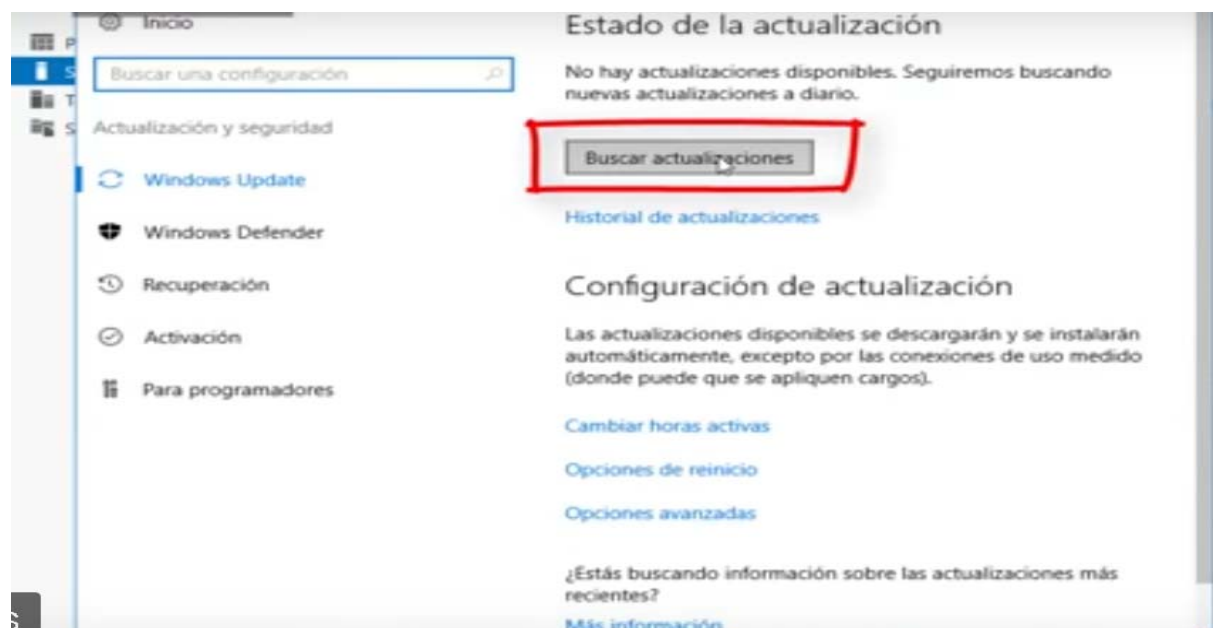 Inicio
Buscar una configuración
Actualización y seguridad
Windows Update
Windows Defender
Recuperación
Activación
Para programadores
Estado de la actualización
No hay actualizaciones disponibles. Seguiremos buscando
nuevas actualizaciones a diario.
Buscar actualizaciones
Historial de actualizaciones
Configuración de actualización
Las actualizaciones disponibles se descargarán y se instalarán
automáticamente, excepto por las conexiones de uso medido
(donde puede que se apliquen cargos).
Cambiar horas activas
Opciones de reinicio
Opciones avanzadas
¿Estás buscando información sobre las actualizaciones más
recientes?
Más información